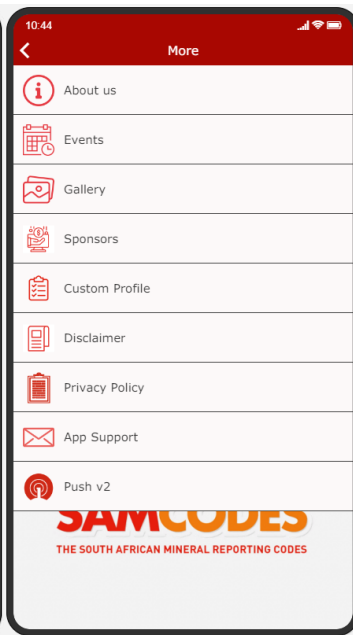 10:44
More
About us
Events
Gallery
Sponsors
Custom Profile
Disclaimer
Privacy Policy
App Support
Push v2
SAMCODES
THE SOUTH AFRICAN MINERAL REPORTING CODES